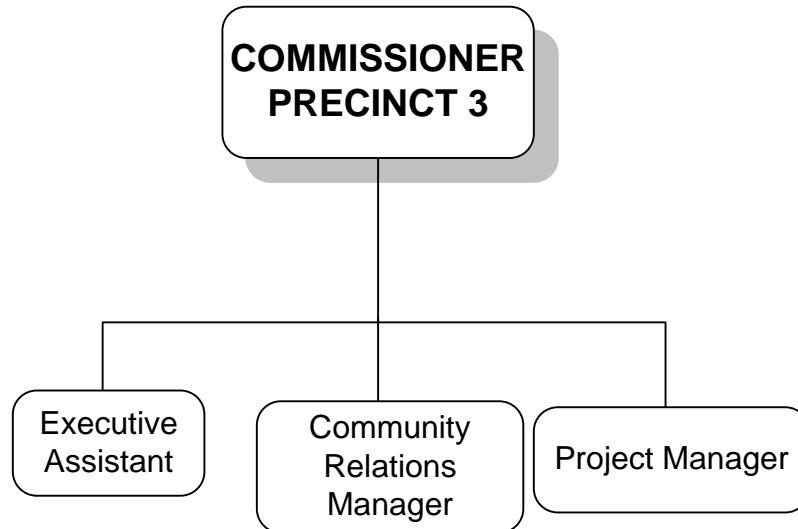 COMMISSIONER
PRECINCT 3
Executive
Assistant
Community
Relations
Manager
Project Manager